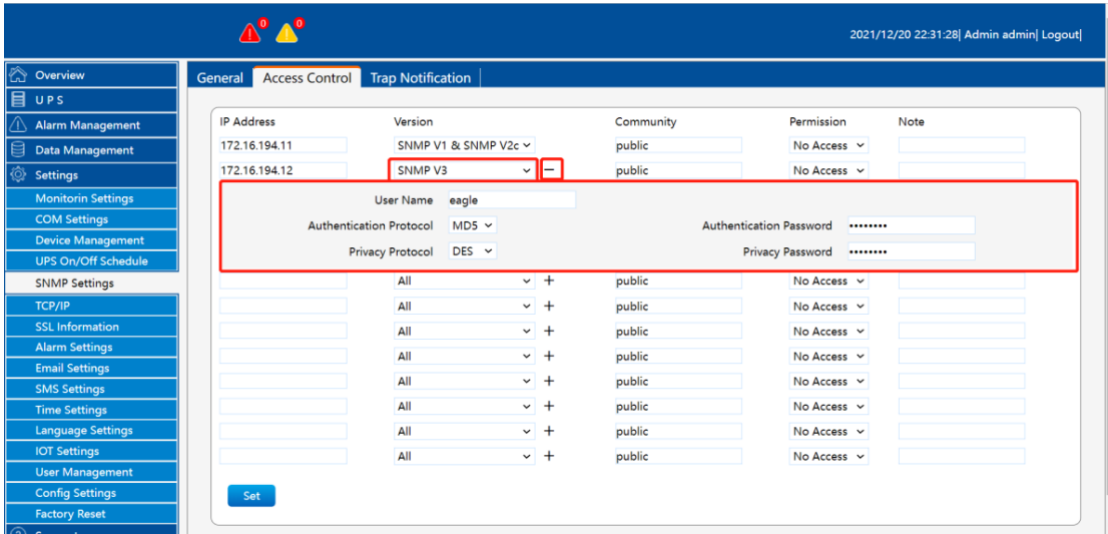 0 0
2021/12/20 22:31:28| Admin admin| Logout|
Overview
UPS
Alarm Management
Data Management
Settings
Monitorin Settings
COM Settings
Device Management
UPS On/Off Schedule
SNMP Settings
TCP/IP
SSL Information
Alarm Settings
Email Settings
SMS Settings
Time Settings
Language Settings
IOT Settings
User Management
Config Settings
Factory Reset
General Access Control Trap Notification
IP Address Version Community Permission Note
172.16.194.11 SNMP V1 & SNMP V2c public No Access
172.16.194.12 SNMP V3 − public No Access
User Name eagle
Authentication Protocol MD5 Authentication Password ••••••••
Privacy Protocol DES Privacy Password ••••••••
All + public No Access
All + public No Access
All + public No Access
All + public No Access
All + public No Access
All + public No Access
All + public No Access
All + public No Access
Set